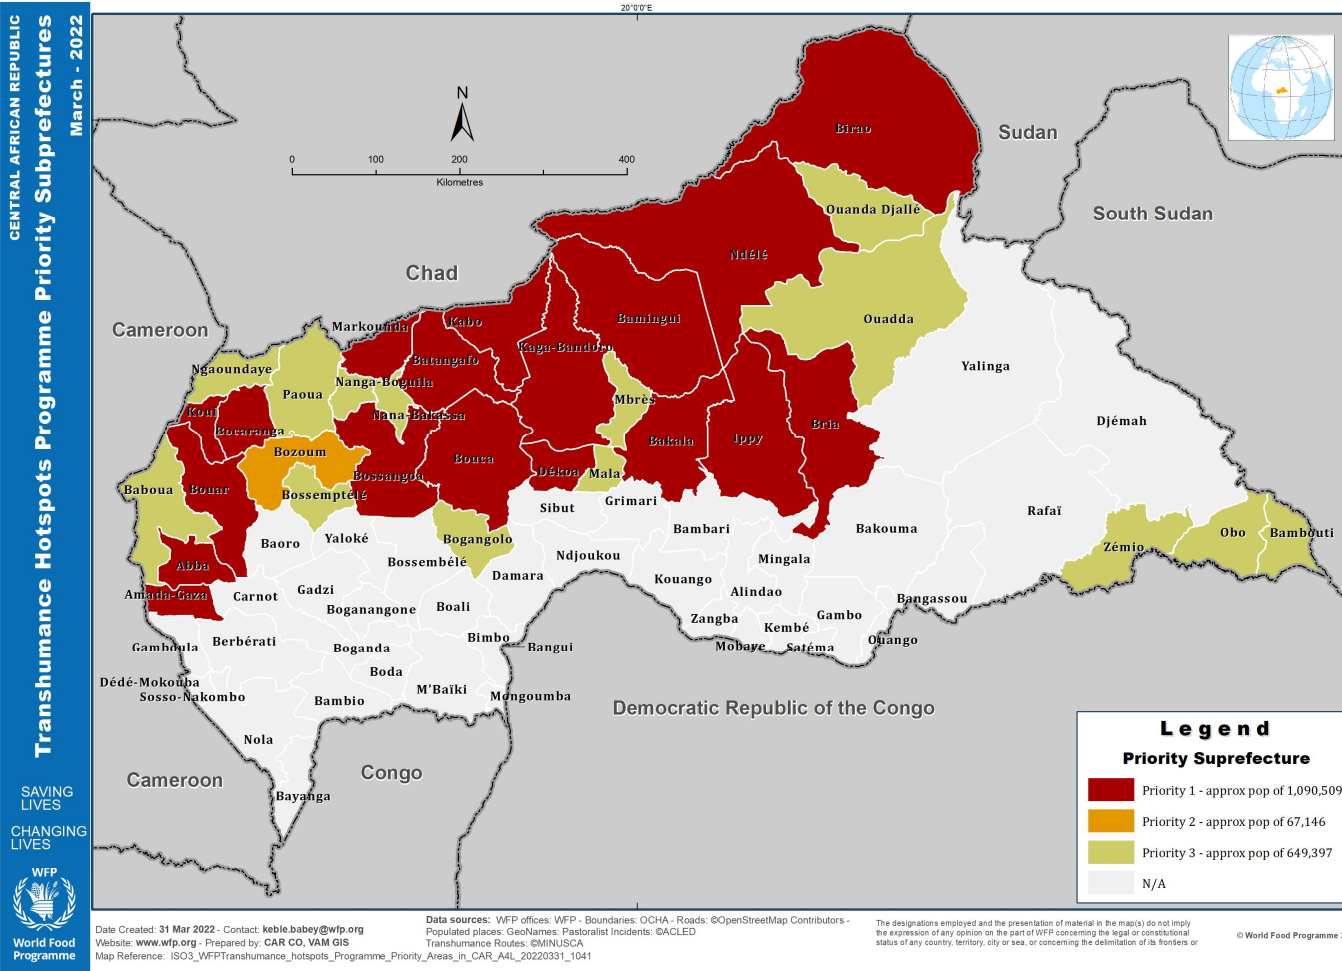 CENTRAL AFRICAN REPUBLIC
Transhumance Hotspots Programme Priority Subprefectures
March - 2022
SAVING
LIVES
CHANGING
LIVES
WFP
World Food
Programme
20°0'0"E
N
0 100 200 400
Kilometres
Sudan
South Sudan
Chad
Cameroon
Birao
Ouanda Djallé
Ndélé
Ouadda
Bamingui
Kabo
Markounda
Batangafo
Kaga-Bandoro
Ngaoundaye
Paoua
Nanga-Boguila
Nana-Bakassa
Mbrès
Yalinga
Djémah
Koui
Bocaranga
Bozoum
Bossangoa
Bouca
Dékoa
Mala
Bakala
Ippy
Bria
Baboua
Bouar
Bossemptélé
Sibut
Grimari
Bambari
Bakouma
Rafaï
Zémio
Obo
Bambouti
Baoro
Yaloké
Bogangolo
Bossembélé
Damara
Ndjoukou
Kouango
Mingala
Alindao
Abba
Amada-Gaza
Carnot
Gadzi
Boganangone
Boali
Zangba
Kembé
Gambo
Bangassou
Mobaye
Satéma
Ouango
Gamboula
Berbérati
Boganda
Bimbo
Bangui
Dédé-Mokouba
Sosso-Nakombo
Boda
M'Baïki
Mongoumba
Bambio
Nola
Bayanga
Cameroon
Congo
Democratic Republic of the Congo
Legend
Priority Suprefecture
Priority 1 - approx pop of 1,090,509
Priority 2 - approx pop of 67,146
Priority 3 - approx pop of 649,397
N/A
Date Created: 31 Mar 2022 - Contact: keble.babey@wfp.org
Website: www.wfp.org - Prepared by: CAR CO, VAM GIS
Map Reference: ISO3_WFPTranshumance_hotspots_Programme_Priority_Areas_in_CAR_A4L_20220331_1041
Data sources: WFP offices: WFP - Boundaries: OCHA - Roads: ©OpenStreetMap Contributors -
Populated places: GeoNames: Pastoralist Incidents: ©ACLED
Transhumance Routes: ©MINUSCA
The designations employed and the presentation of material in the map(s) do not imply
the expression of any opinion on the part of WFP concerning the legal or constitutional
status of any country, territory, city or sea, or concerning the delimitation of its frontiers or
© World Food Programme